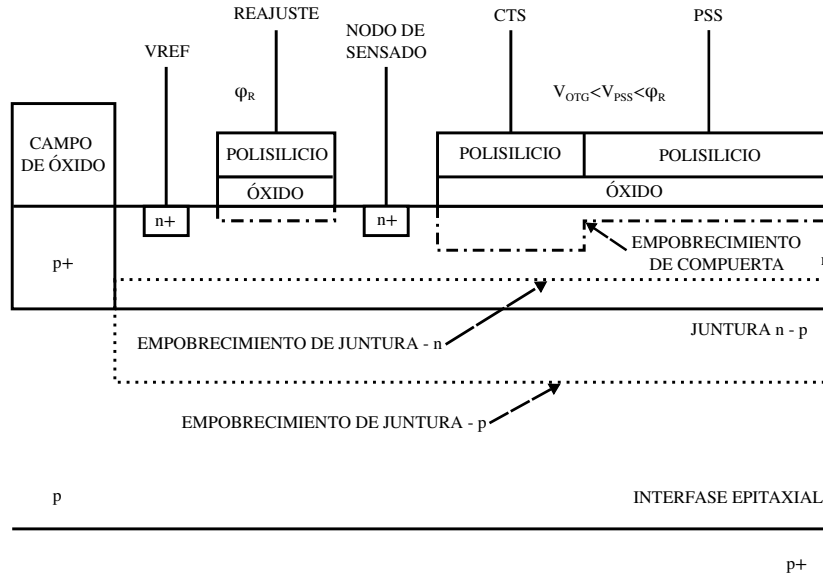 REAJUSTE
CTS
PSS
VREF
NODO DE
SENSADO
φR
VOTG<VPSS<φR
CAMPO
DE ÓXIDO
POLISILICIO
POLISILICIO
POLISILICIO
ÓXIDO
ÓXIDO
n+
n+
p+
EMPOBRECIMIENTO
DE COMPUERTA
JUNTURA n - p
EMPOBRECIMIENTO DE JUNTURA - n
EMPOBRECIMIENTO DE JUNTURA - p
p
INTERFASE EPITAXIAL
p+